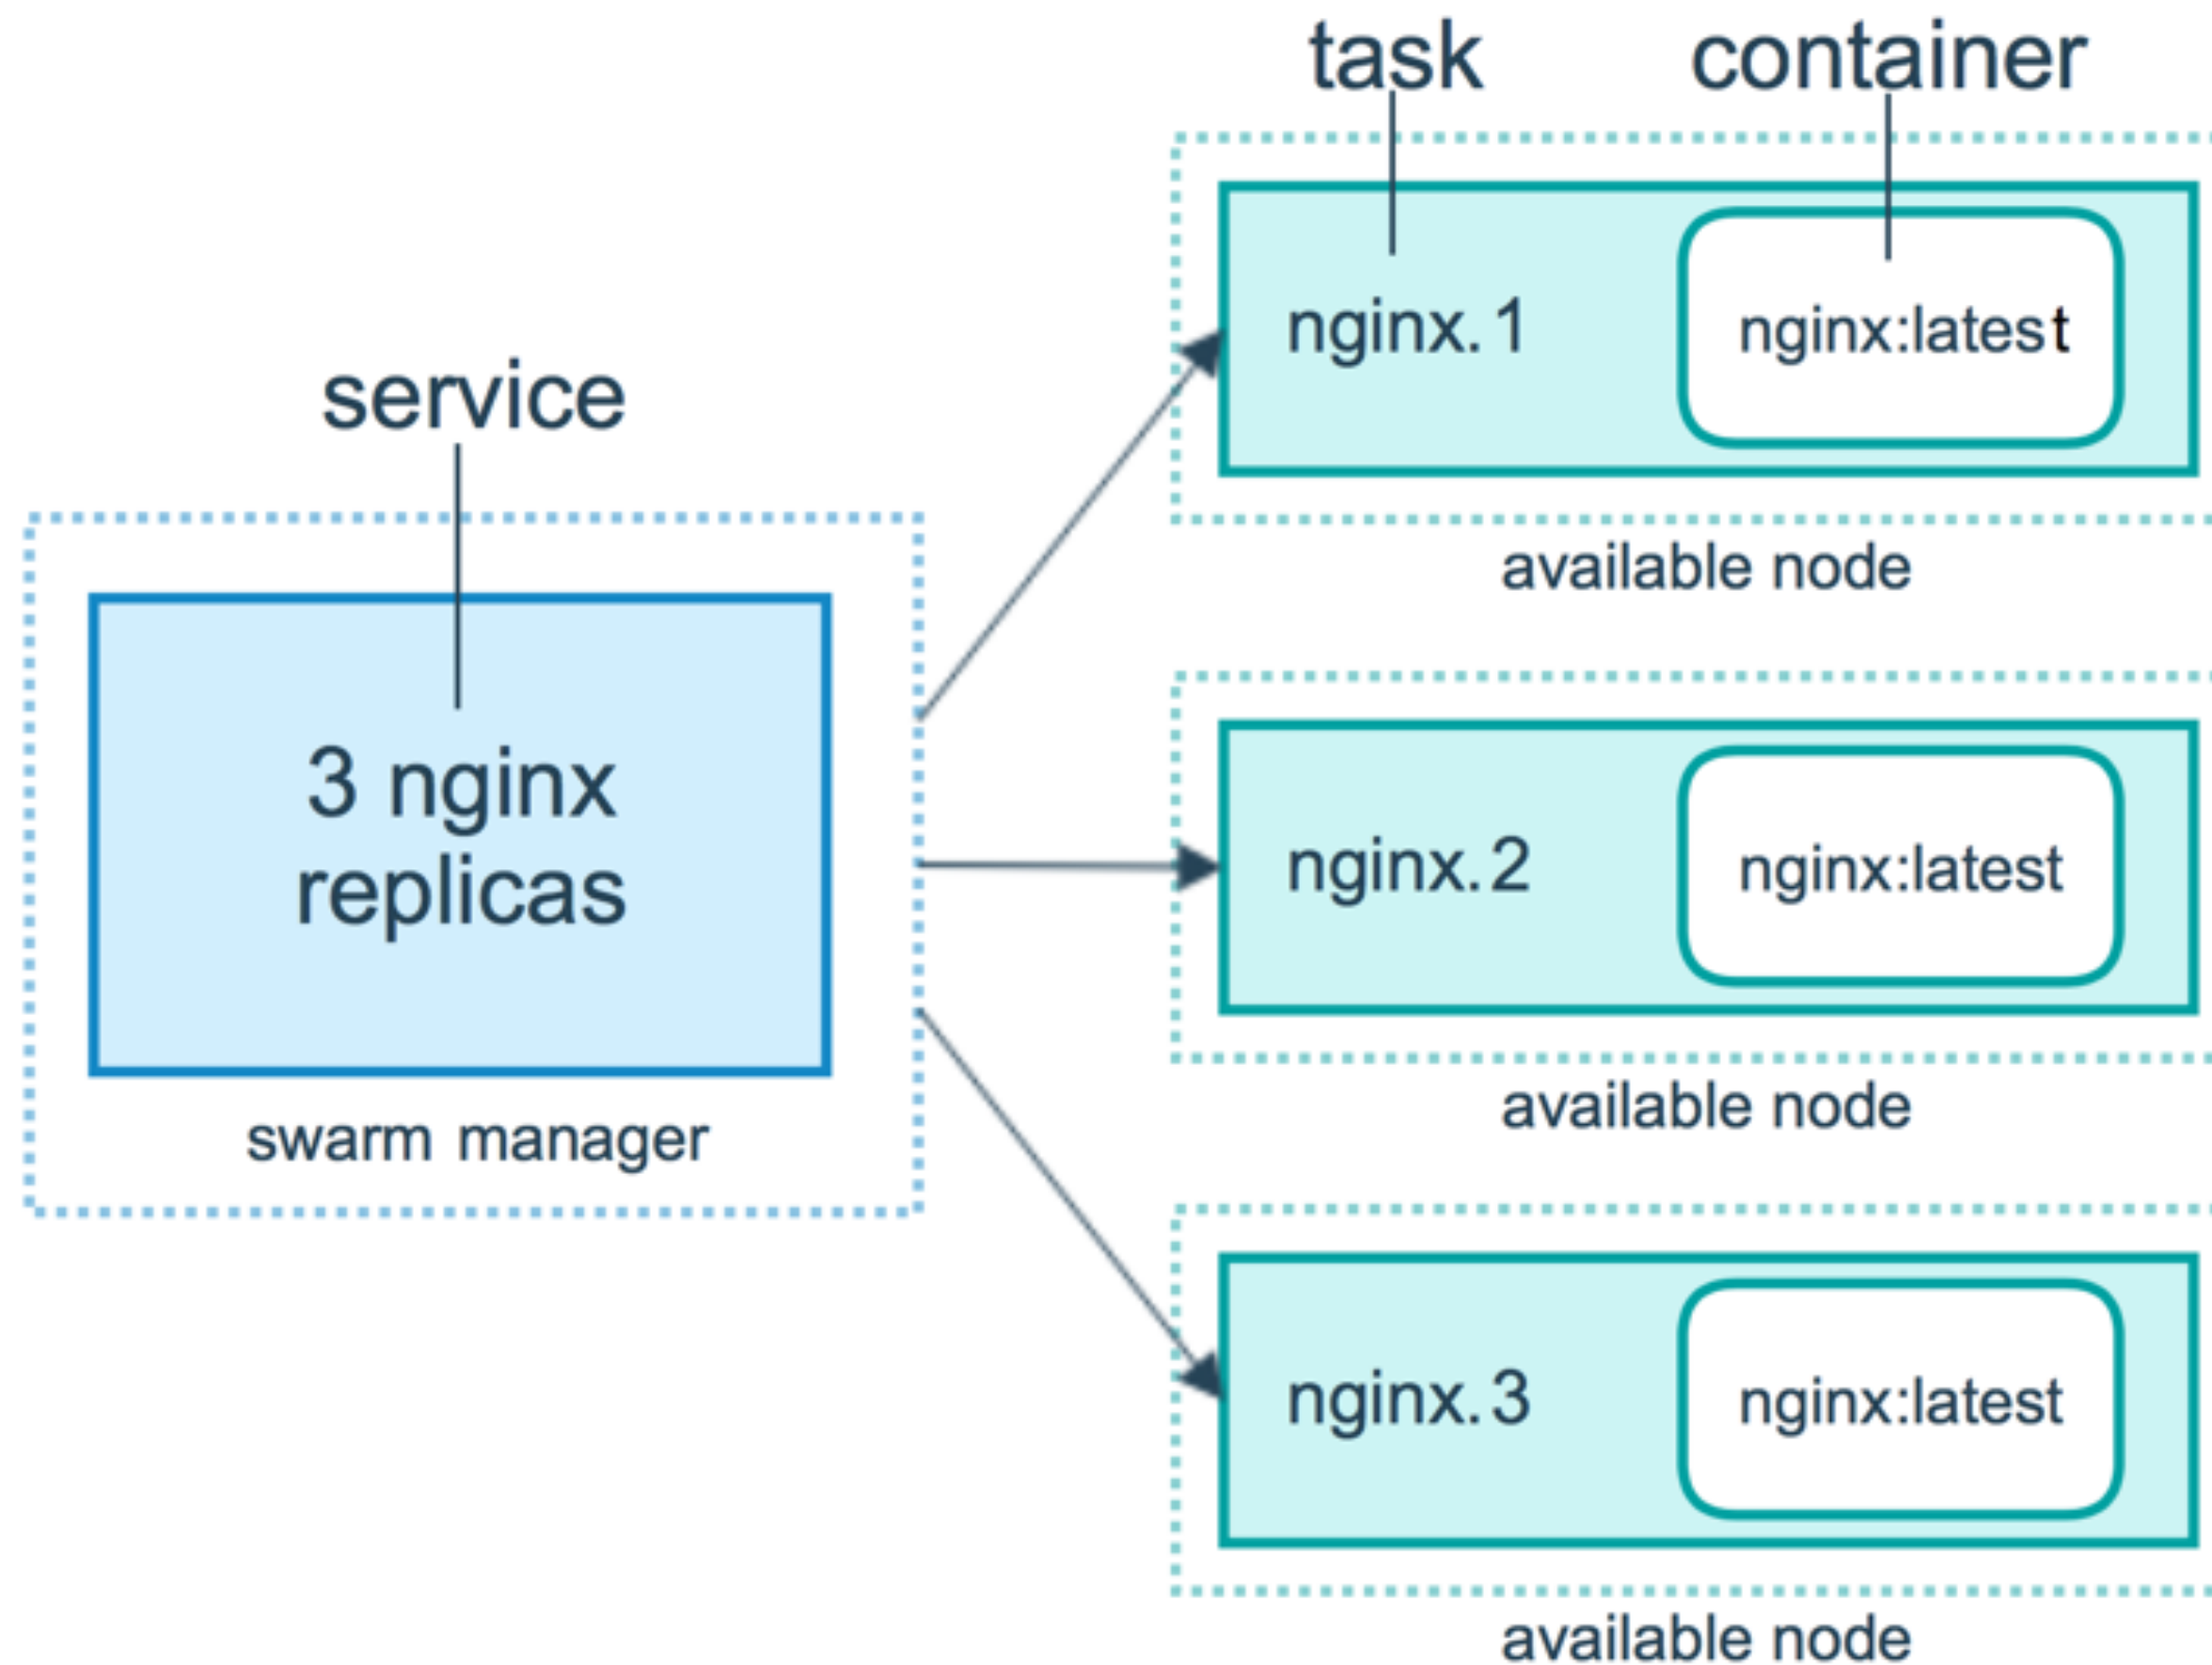 task
container
service
nginx.1
nginx:latest
available node
3 nginx
replicas
swarm manager
nginx.2
nginx:latest
available node
nginx.3
nginx:latest
available node